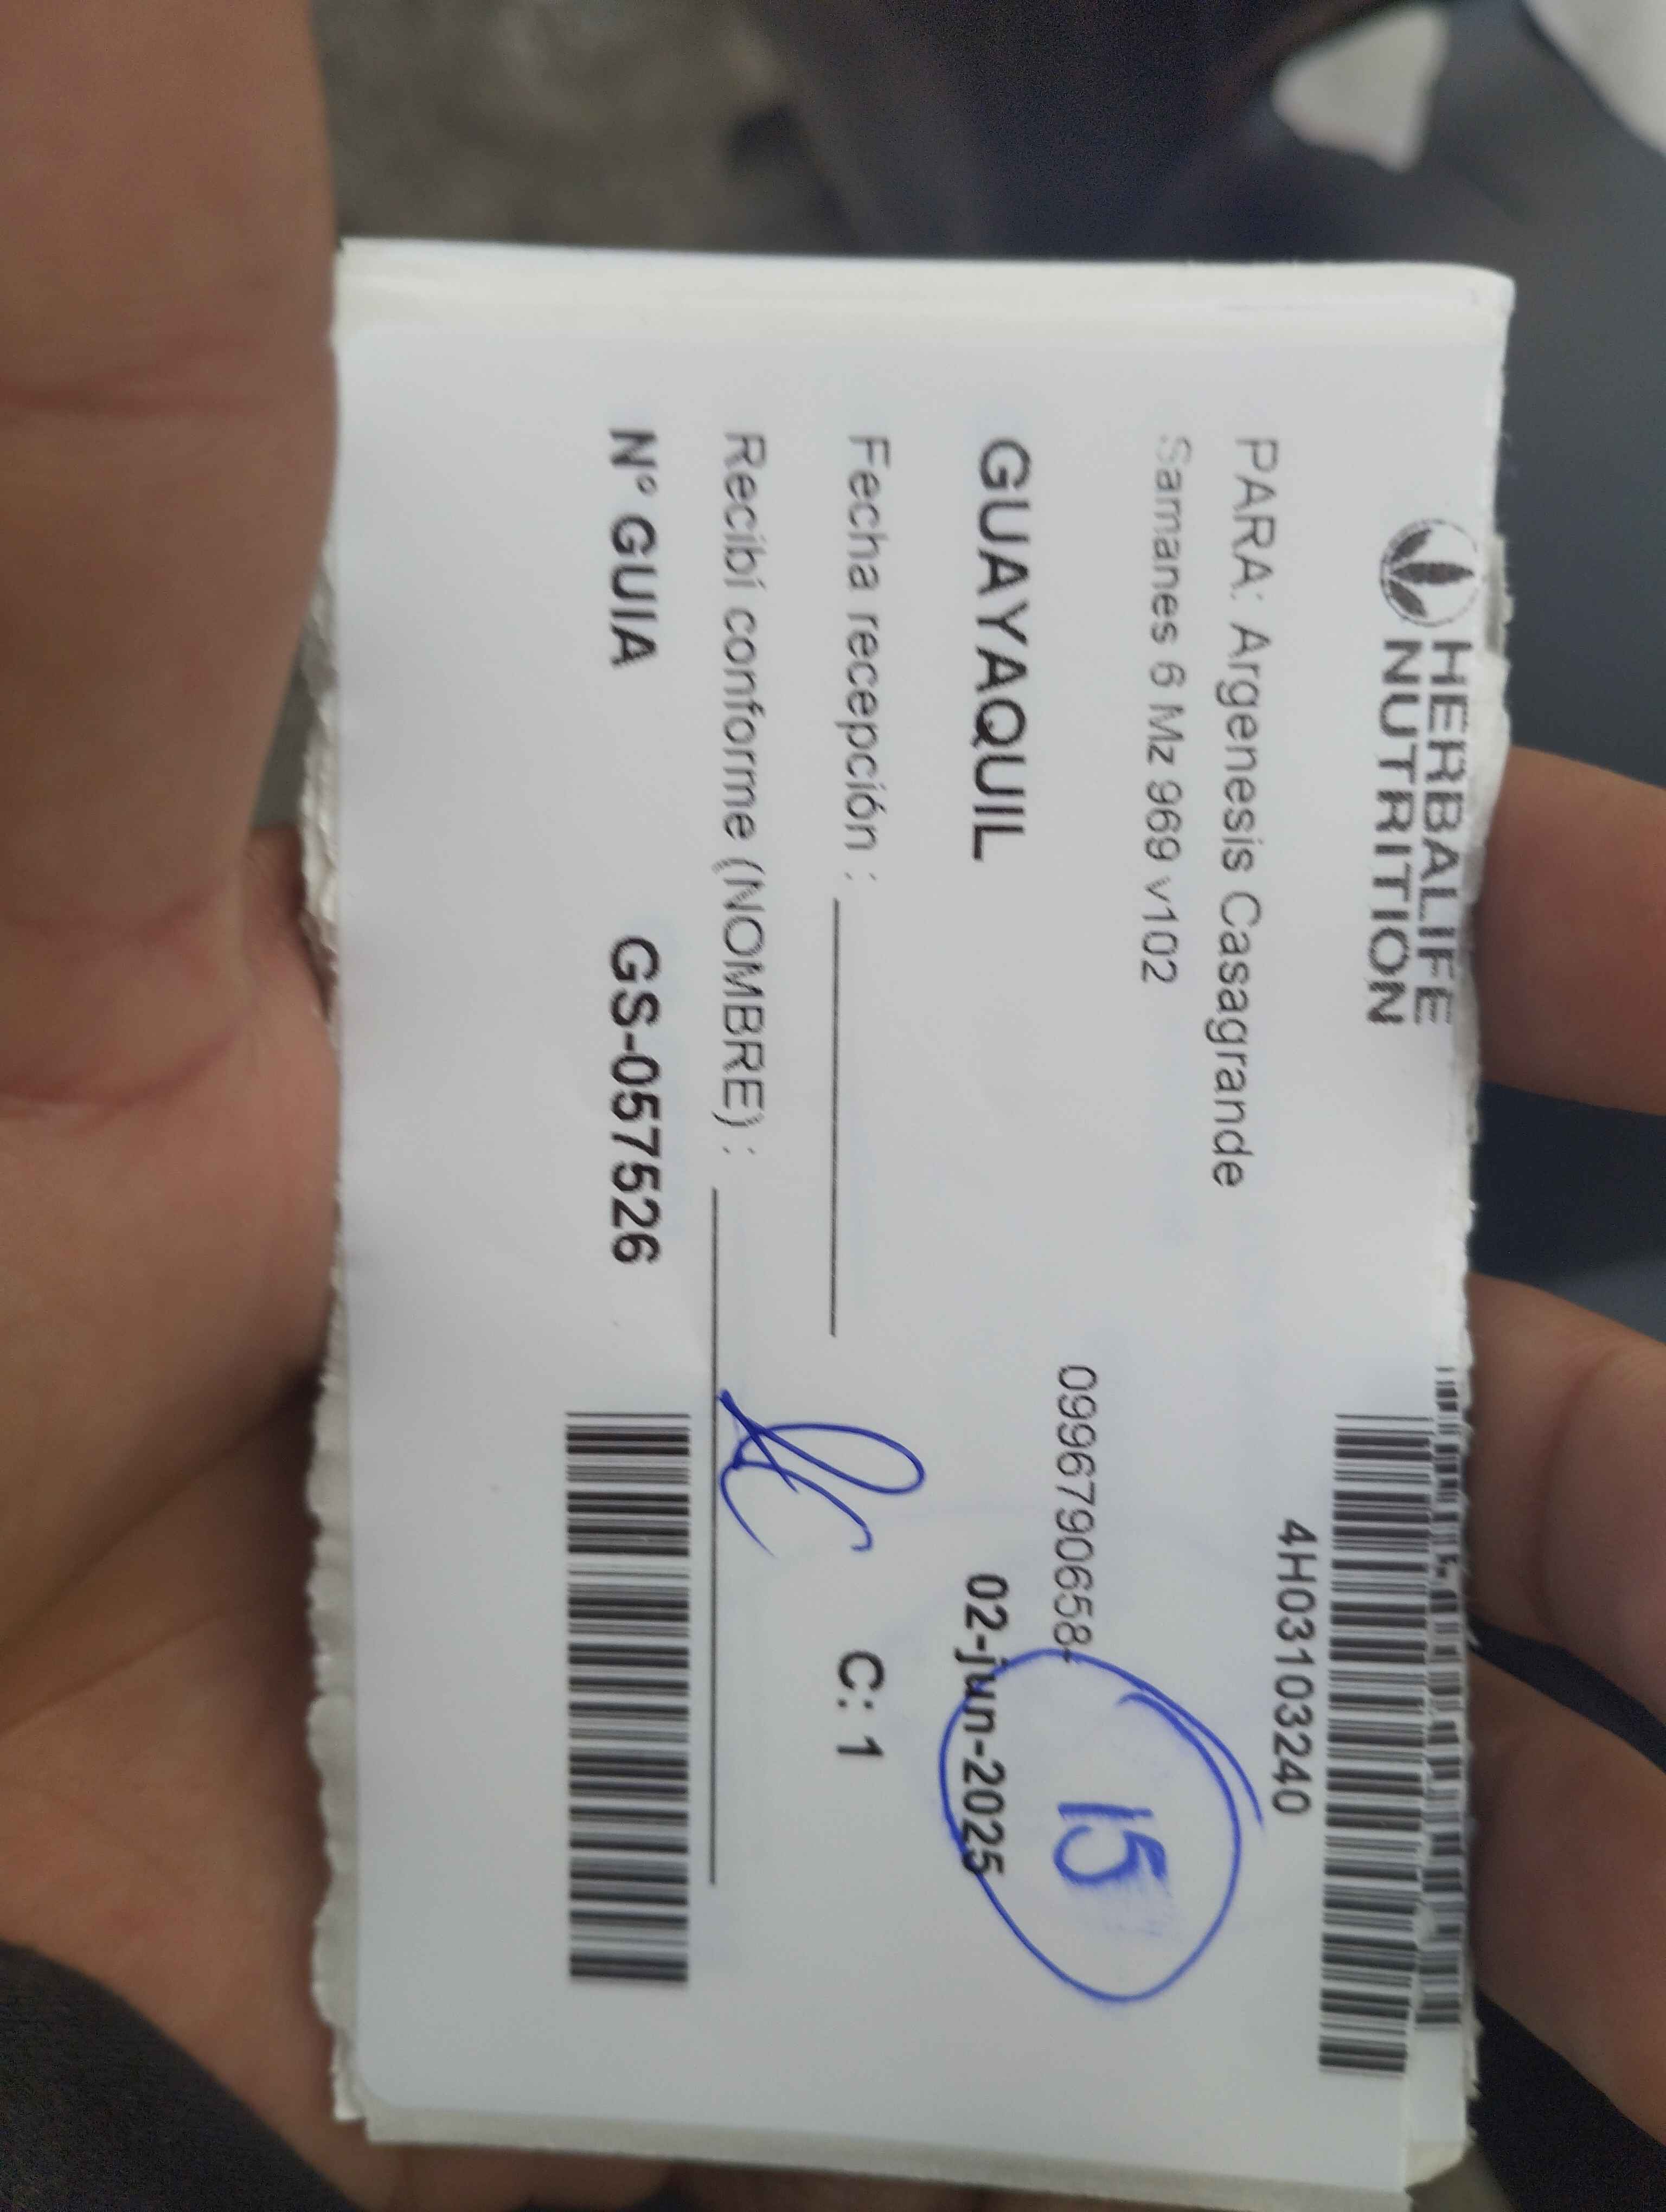 HERBALIFE
NUTRITION
4H03103240
PARA: Argenesis Casagrande
Samanes 6 Mz 969 v102
0996790658-
15
GUAYAQUIL
02-jun-2025
Fecha recepción :
C: 1
Recibí conforme (NOMBRE) :
N° GUIA GS-057526